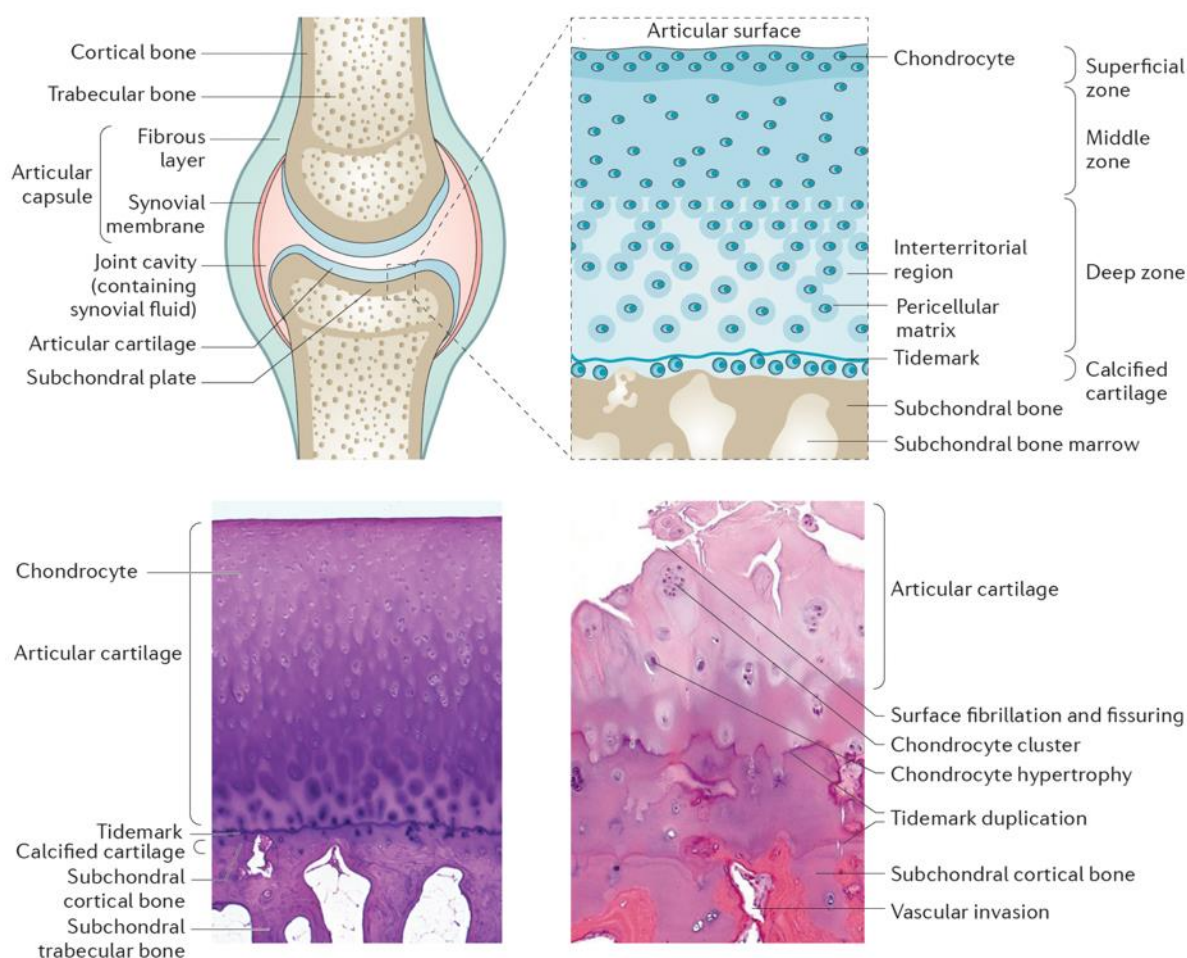 Cortical bone
Trabecular bone
Fibrous
layer
Articular
capsule
Synovial
membrane
Joint cavity
(containing
synovial fluid)
Articular cartilage
Subchondral plate
Articular surface
Chondrocyte
Superficial
zone
Middle
zone
Interterritorial
region
Deep zone
Pericellular
matrix
Tidemark
Calcified
cartilage
Subchondral bone
Subchondral bone marrow
Chondrocyte
Articular cartilage
Tidemark
Calcified cartilage
Subchondral
cortical bone
Subchondral
trabecular bone
Articular cartilage
Surface fibrillation and fissuring
Chondrocyte cluster
Chondrocyte hypertrophy
Tidemark duplication
Subchondral cortical bone
Vascular invasion